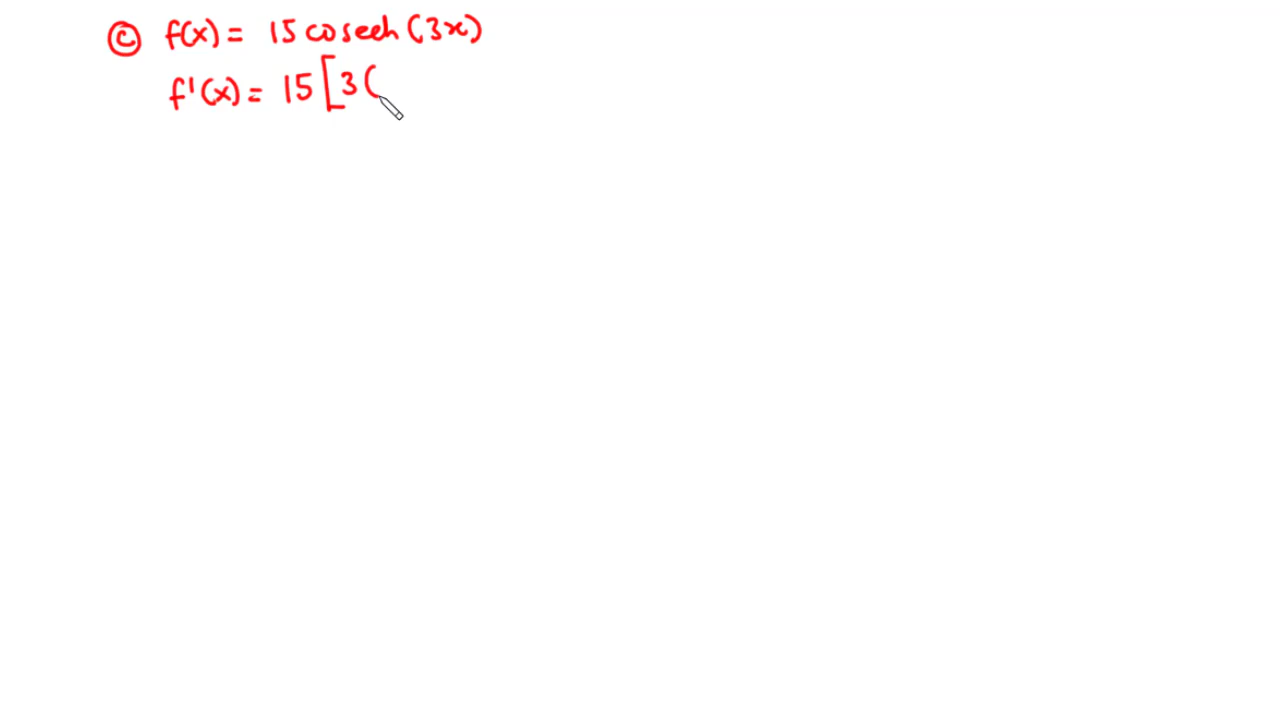 © f(x) = 15 cosech (3x)
f'(x) = 15 [3(